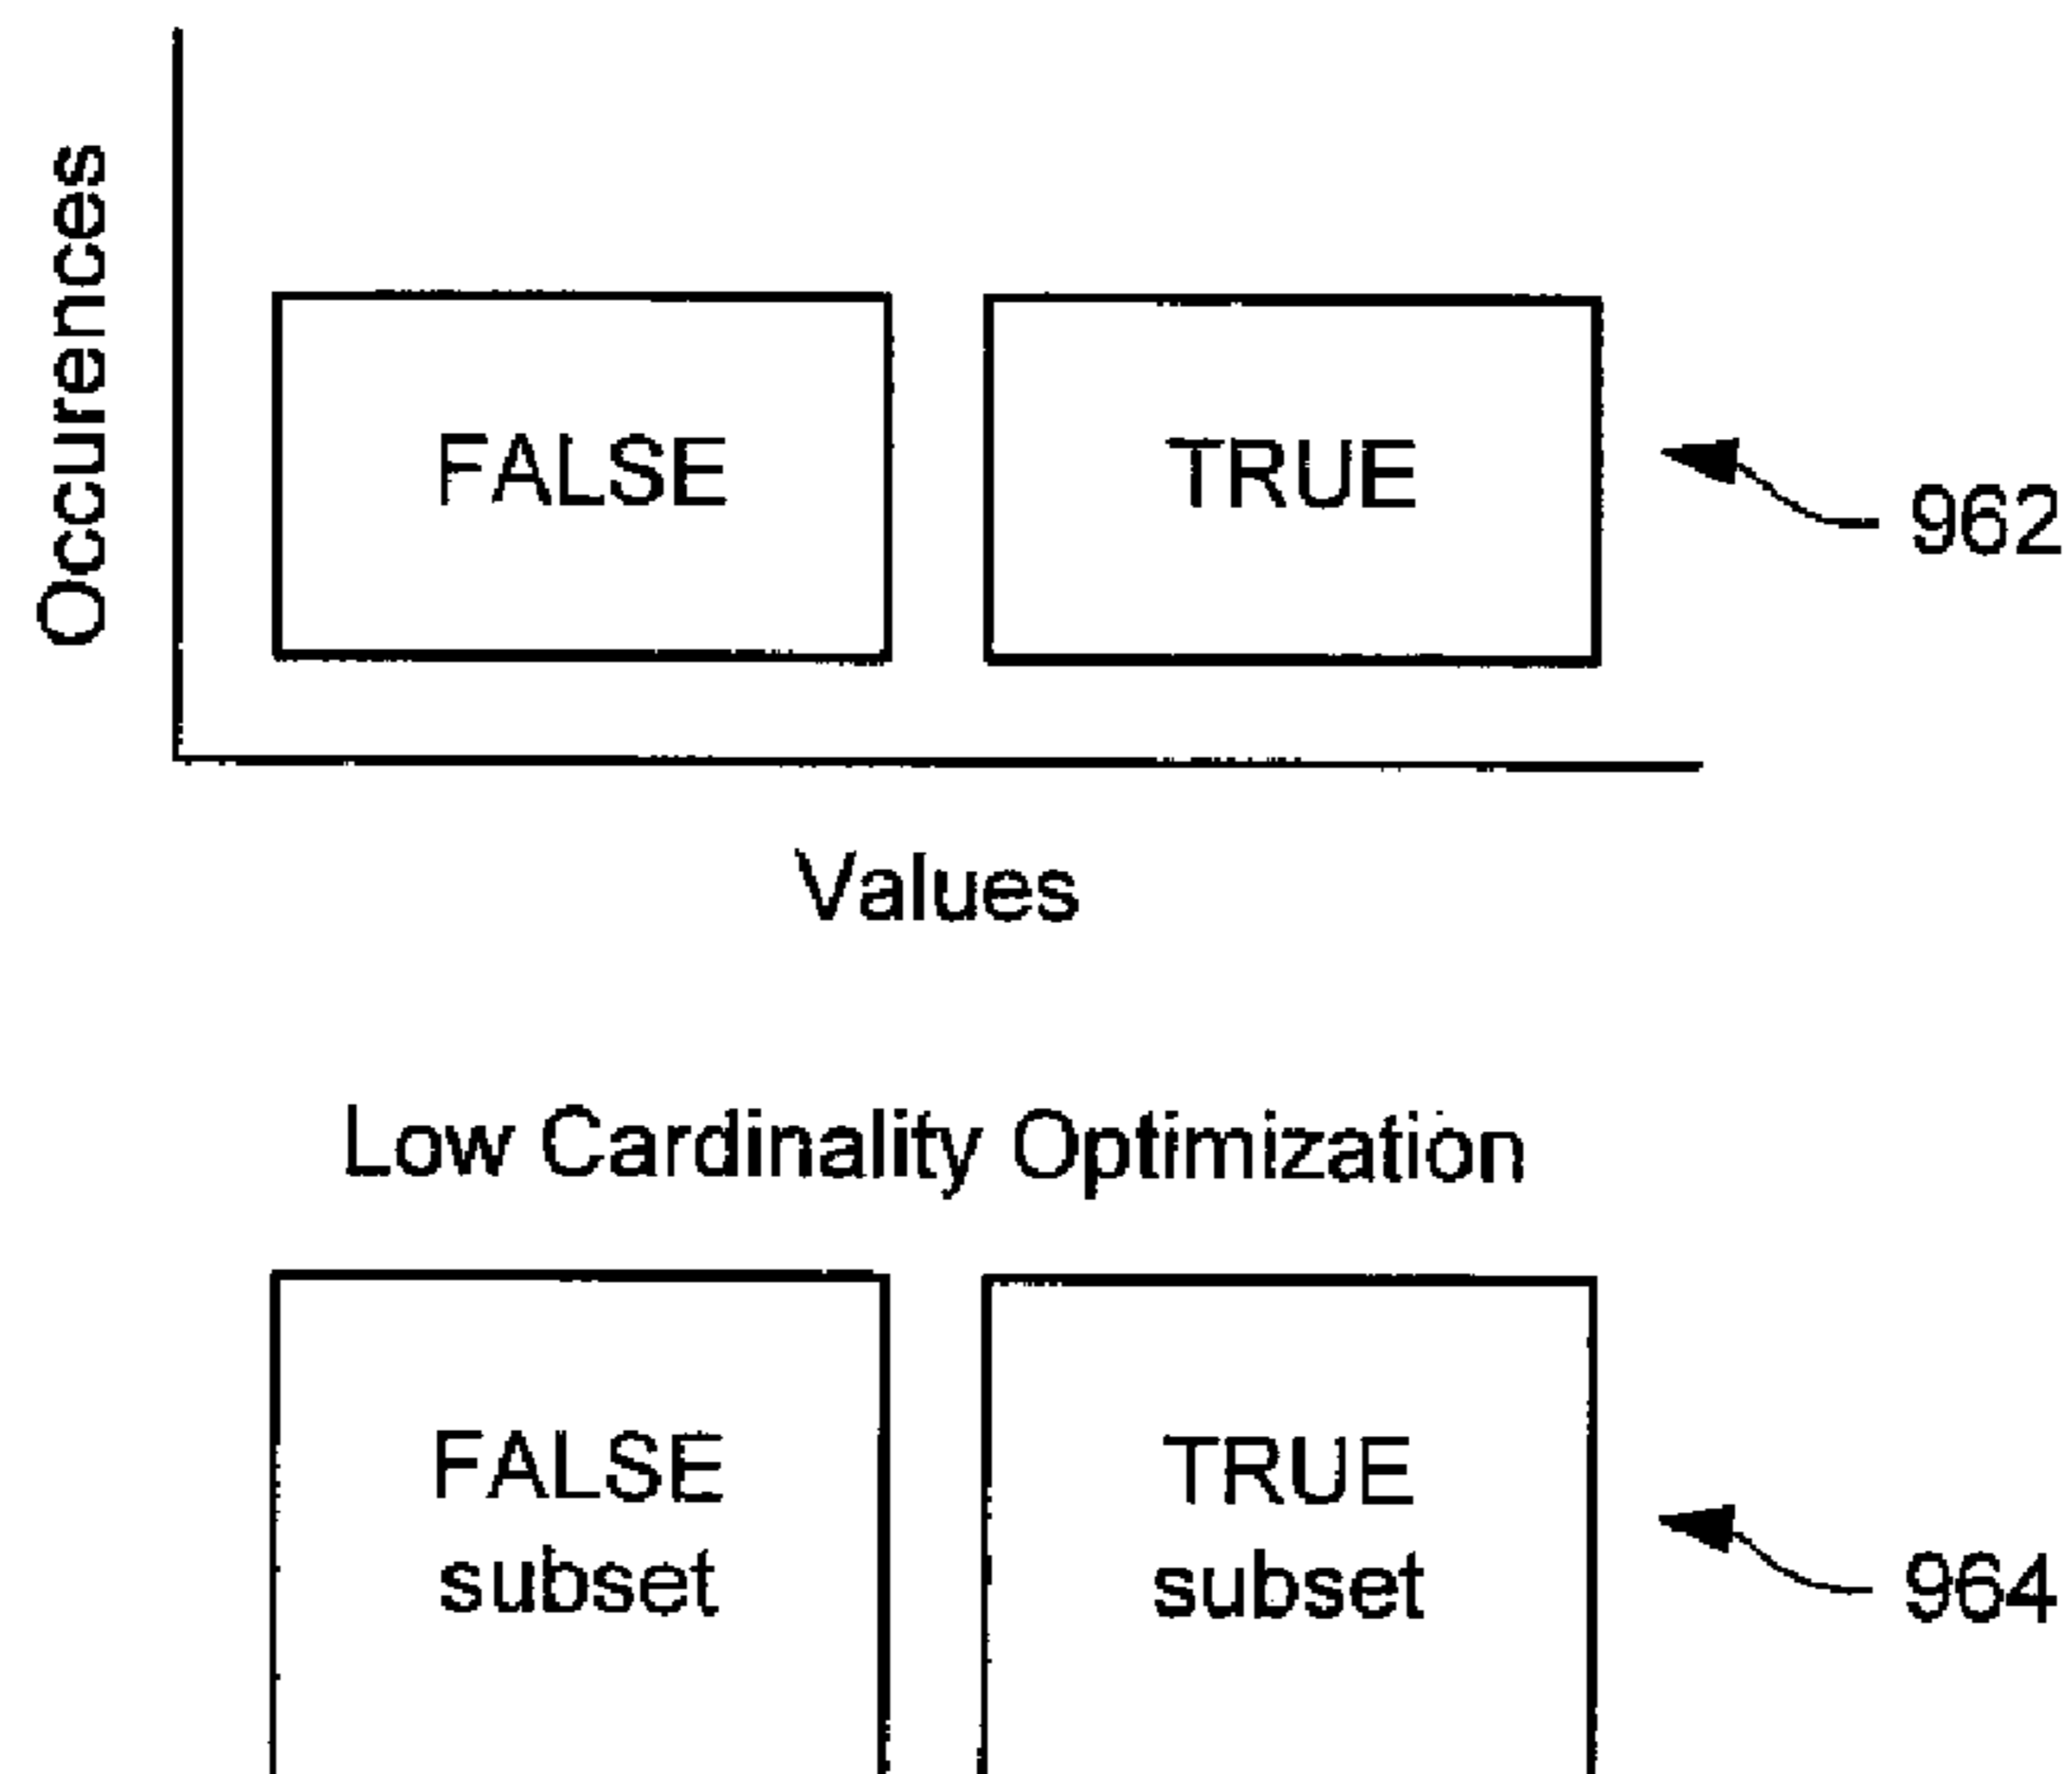 Occurences
FALSE
TRUE
962
Values
Low Cardinality Optimization
FALSE
subset
TRUE
subset
964